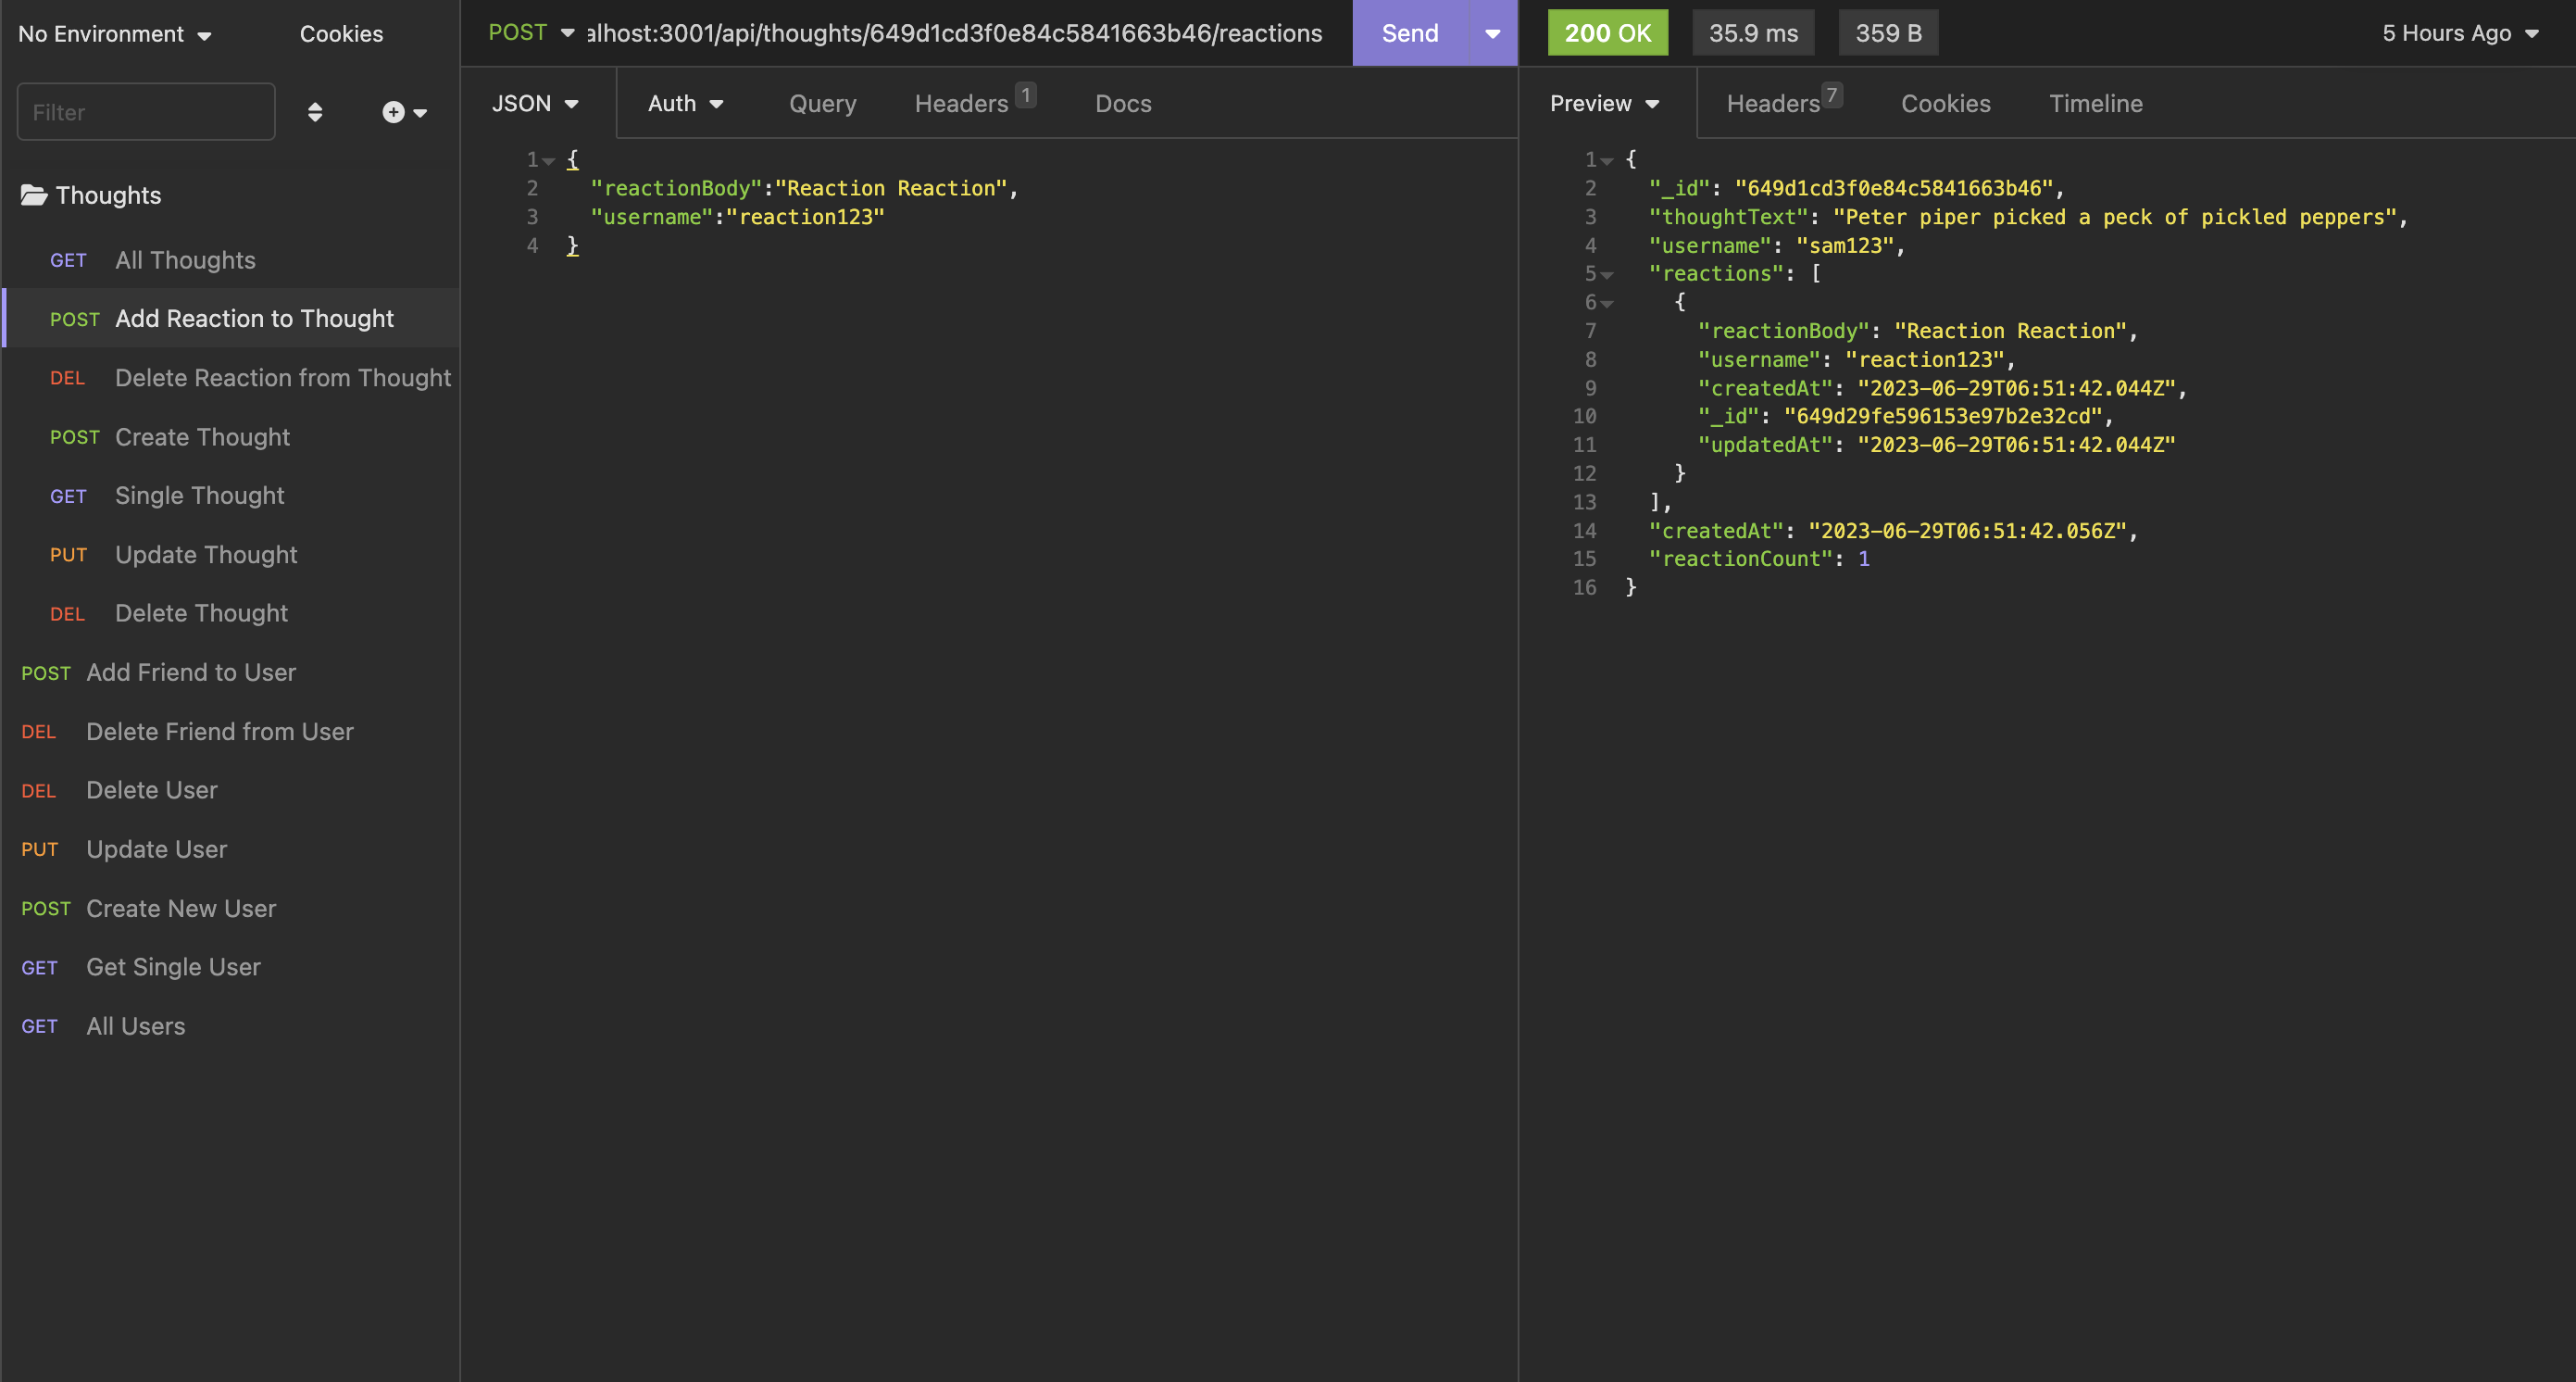 No Environment
Cookies
Filter
Thoughts
GET All Thoughts
POST Add Reaction to Thought
DEL Delete Reaction from Thought
POST Create Thought
GET Single Thought
PUT Update Thought
DEL Delete Thought
POST Add Friend to User
DEL Delete Friend from User
DEL Delete User
PUT Update User
POST Create New User
GET Get Single User
GET All Users
POST alhost:3001/api/thoughts/649d1cd3f0e84c5841663b46/reactions Send
JSON Auth Query Headers 1 Docs
1 {
2 "reactionBody":"Reaction Reaction",
3 "username":"reaction123"
4 }
200 OK 35.9 ms 359 B 5 Hours Ago
Preview Headers 7 Cookies Timeline
1 {
2 "_id": "649d1cd3f0e84c5841663b46",
3 "thoughtText": "Peter piper picked a peck of pickled peppers",
4 "username": "sam123",
5 "reactions": [
6 {
7 "reactionBody": "Reaction Reaction",
8 "username": "reaction123",
9 "createdAt": "2023-06-29T06:51:42.044Z",
10 "_id": "649d29fe596153e97b2e32cd",
11 "updatedAt": "2023-06-29T06:51:42.044Z"
12 }
13 ],
14 "createdAt": "2023-06-29T06:51:42.056Z",
15 "reactionCount": 1
16 }